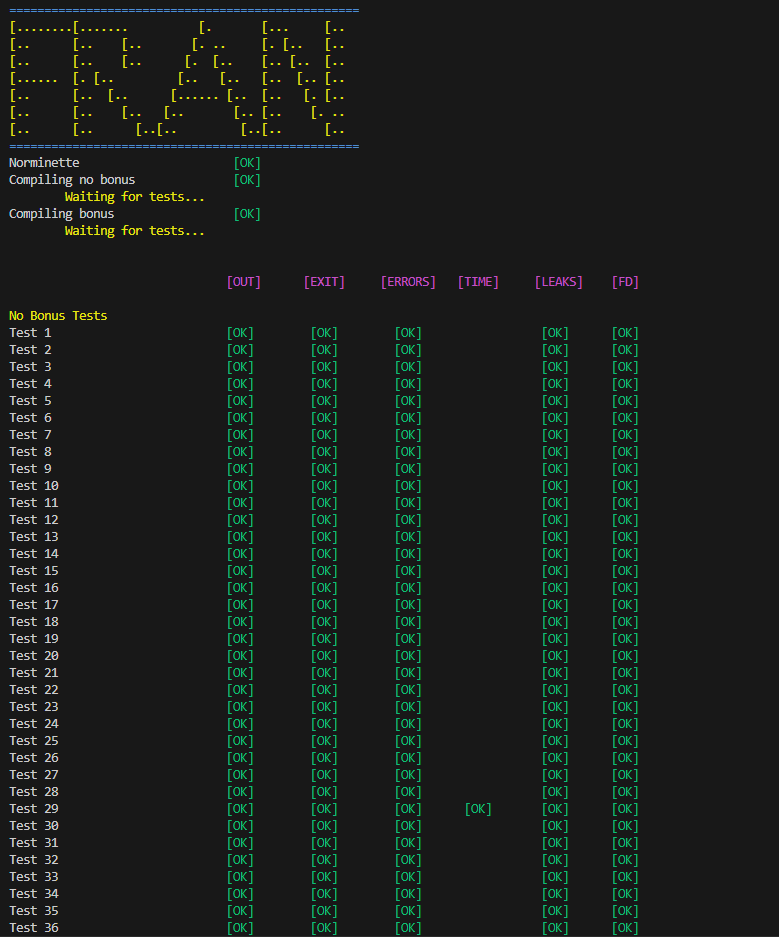 ==================================================
[........[.......          [.       [...     [..
[..      [..    [..       [. ..     [. [..   [..
[..      [..    [..      [.  [..    [.. [..  [..
[......  [. [..         [..   [..   [..  [.. [..
[..      [..  [..      [...... [..  [..   [. [..
[..      [..    [..   [..       [.. [..    [. ..
[..      [..      [..[..         [..[..      [..
==================================================
Norminette [OK]
Compiling no bonus [OK]
Waiting for tests...
Compiling bonus [OK]
Waiting for tests...
[OUT] [EXIT] [ERRORS] [TIME] [LEAKS] [FD]
No Bonus Tests
Test 1 [OK] [OK] [OK] [OK] [OK]
Test 2 [OK] [OK] [OK] [OK] [OK]
Test 3 [OK] [OK] [OK] [OK] [OK]
Test 4 [OK] [OK] [OK] [OK] [OK]
Test 5 [OK] [OK] [OK] [OK] [OK]
Test 6 [OK] [OK] [OK] [OK] [OK]
Test 7 [OK] [OK] [OK] [OK] [OK]
Test 8 [OK] [OK] [OK] [OK] [OK]
Test 9 [OK] [OK] [OK] [OK] [OK]
Test 10 [OK] [OK] [OK] [OK] [OK]
Test 11 [OK] [OK] [OK] [OK] [OK]
Test 12 [OK] [OK] [OK] [OK] [OK]
Test 13 [OK] [OK] [OK] [OK] [OK]
Test 14 [OK] [OK] [OK] [OK] [OK]
Test 15 [OK] [OK] [OK] [OK] [OK]
Test 16 [OK] [OK] [OK] [OK] [OK]
Test 17 [OK] [OK] [OK] [OK] [OK]
Test 18 [OK] [OK] [OK] [OK] [OK]
Test 19 [OK] [OK] [OK] [OK] [OK]
Test 20 [OK] [OK] [OK] [OK] [OK]
Test 21 [OK] [OK] [OK] [OK] [OK]
Test 22 [OK] [OK] [OK] [OK] [OK]
Test 23 [OK] [OK] [OK] [OK] [OK]
Test 24 [OK] [OK] [OK] [OK] [OK]
Test 25 [OK] [OK] [OK] [OK] [OK]
Test 26 [OK] [OK] [OK] [OK] [OK]
Test 27 [OK] [OK] [OK] [OK] [OK]
Test 28 [OK] [OK] [OK] [OK] [OK]
Test 29 [OK] [OK] [OK] [OK] [OK] [OK]
Test 30 [OK] [OK] [OK] [OK] [OK]
Test 31 [OK] [OK] [OK] [OK] [OK]
Test 32 [OK] [OK] [OK] [OK] [OK]
Test 33 [OK] [OK] [OK] [OK] [OK]
Test 34 [OK] [OK] [OK] [OK] [OK]
Test 35 [OK] [OK] [OK] [OK] [OK]
Test 36 [OK] [OK] [OK] [OK] [OK]